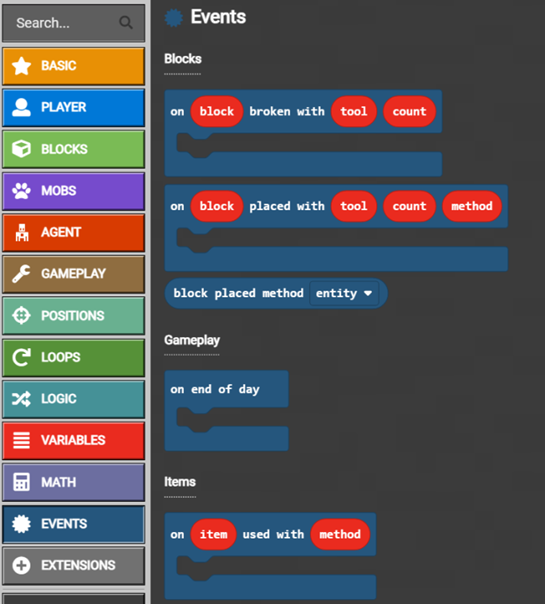 Search...
BASIC
PLAYER
BLOCKS
MOBS
AGENT
GAMEPLAY
POSITIONS
LOOPS
LOGIC
VARIABLES
MATH
EVENTS
EXTENSIONS
Events
Blocks
on block broken with tool count
on block placed with tool count method
block placed method entity
Gameplay
on end of day
Items
on item used with method